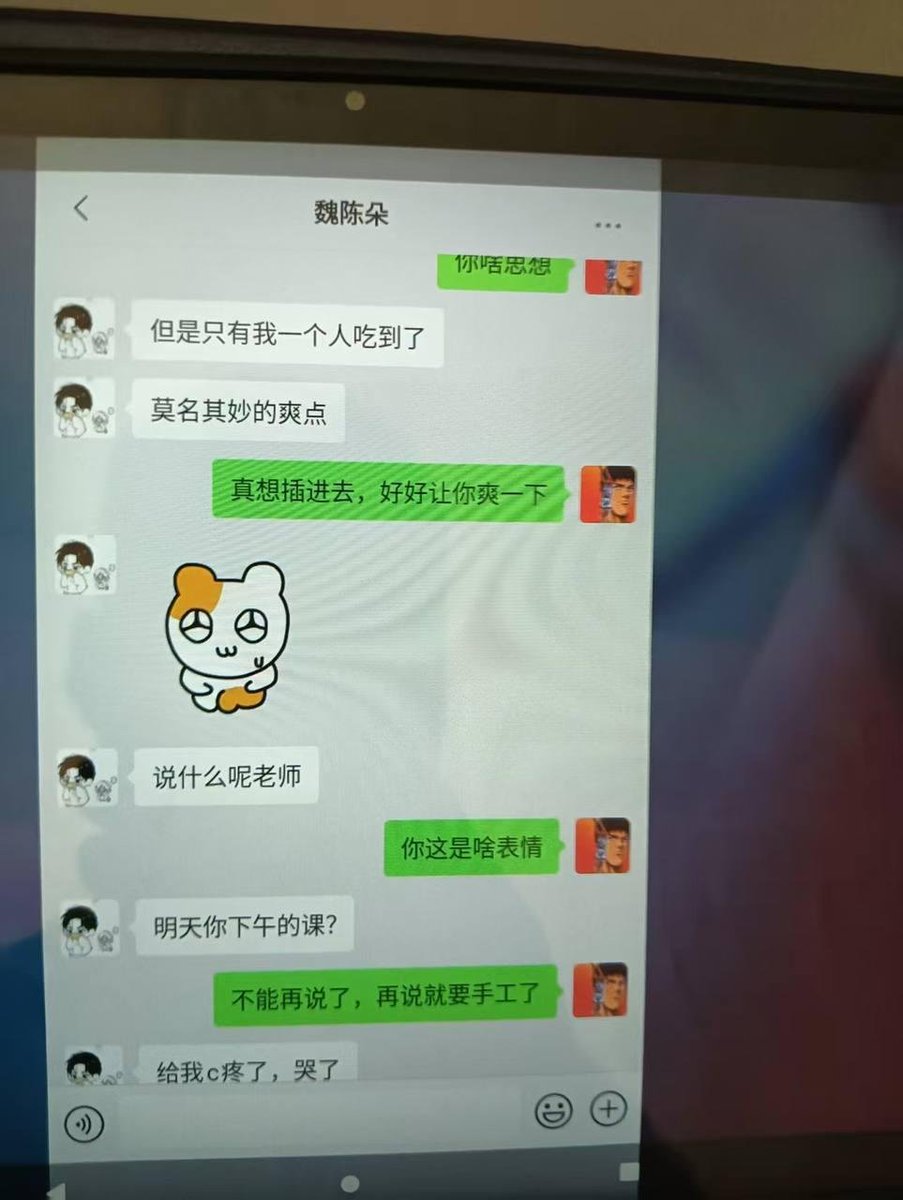 魏陈朵
你啥思想
但是只有我一个人吃到了
莫名其妙的爽点
真想插进去，好好让你爽一下
说什么呢老师
你这是啥表情
明天你下午的课？
不能再说了，再说就要手工了
给我c疼了，哭了